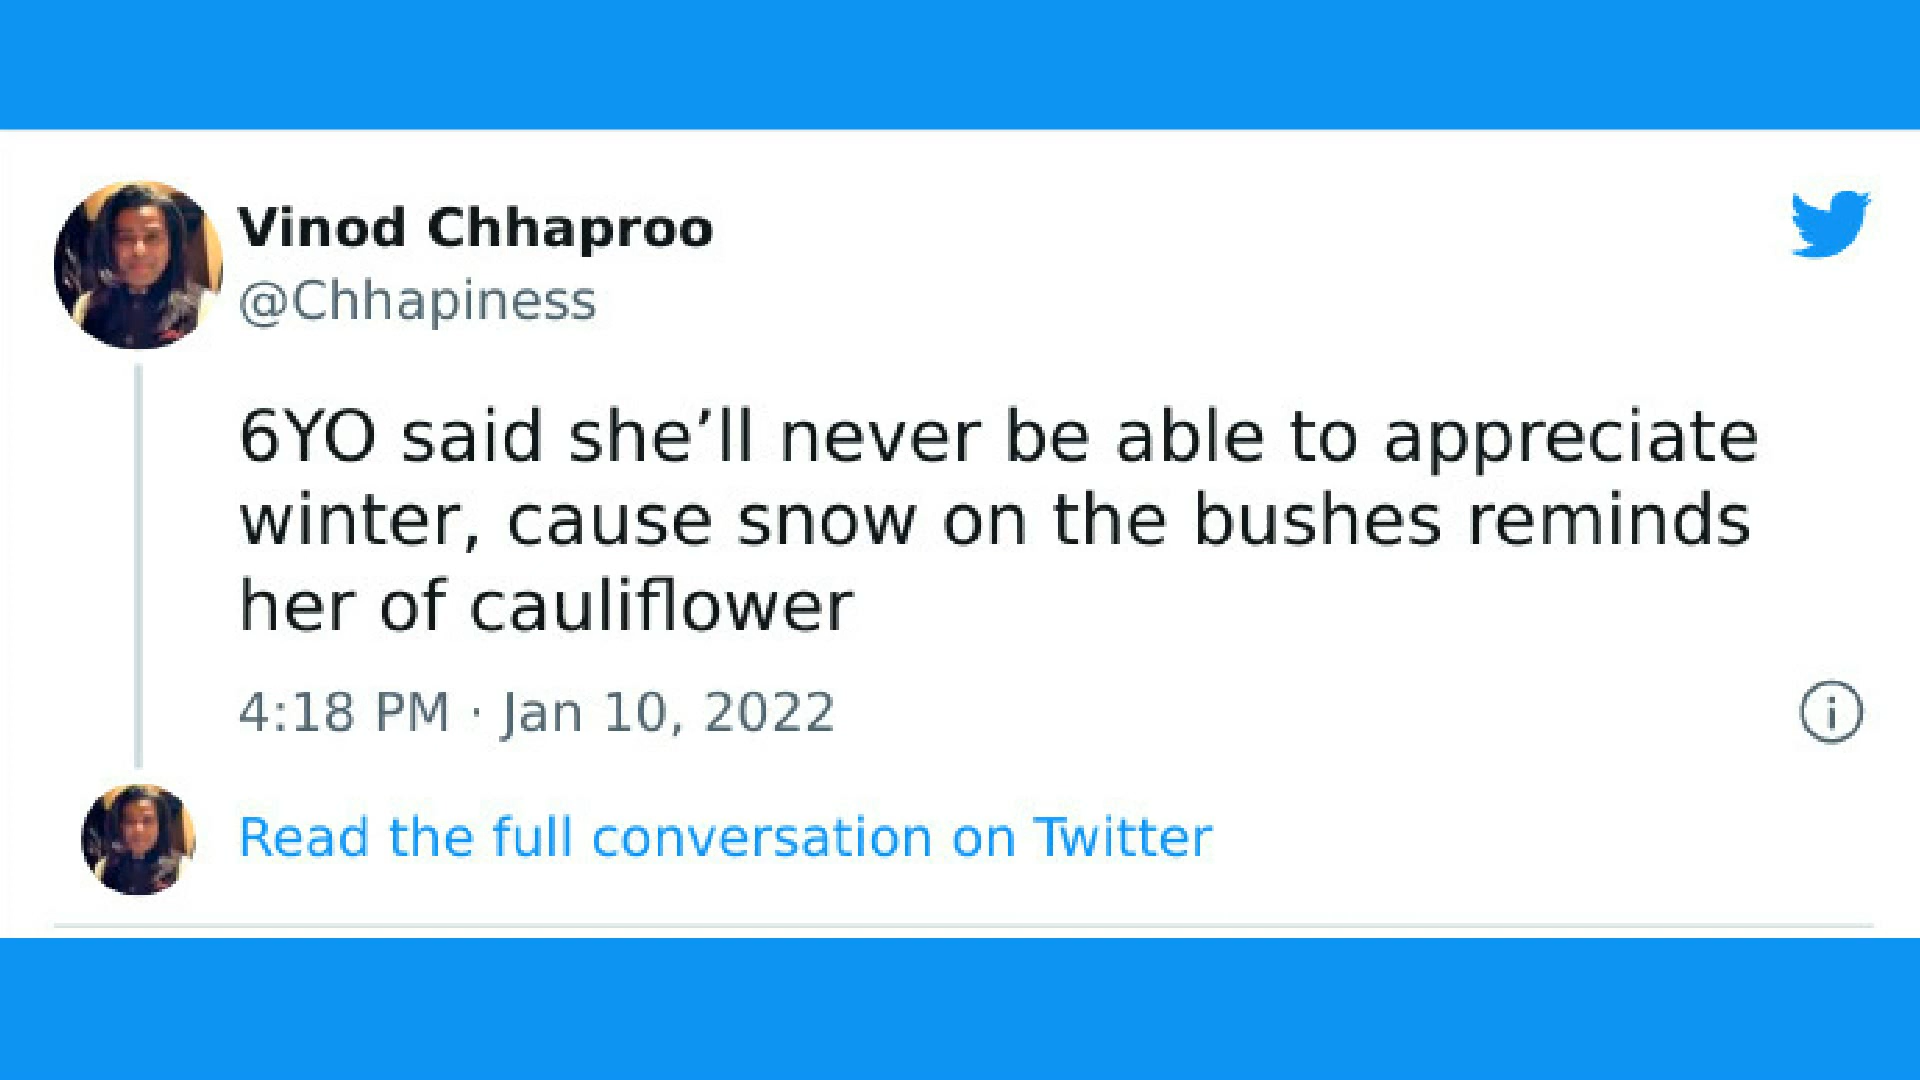 Vinod Chhaproo
@Chhapiness
6YO said she’ll never be able to appreciate
winter, cause snow on the bushes reminds
her of cauliflower
4:18 PM · Jan 10, 2022
Read the full conversation on Twitter